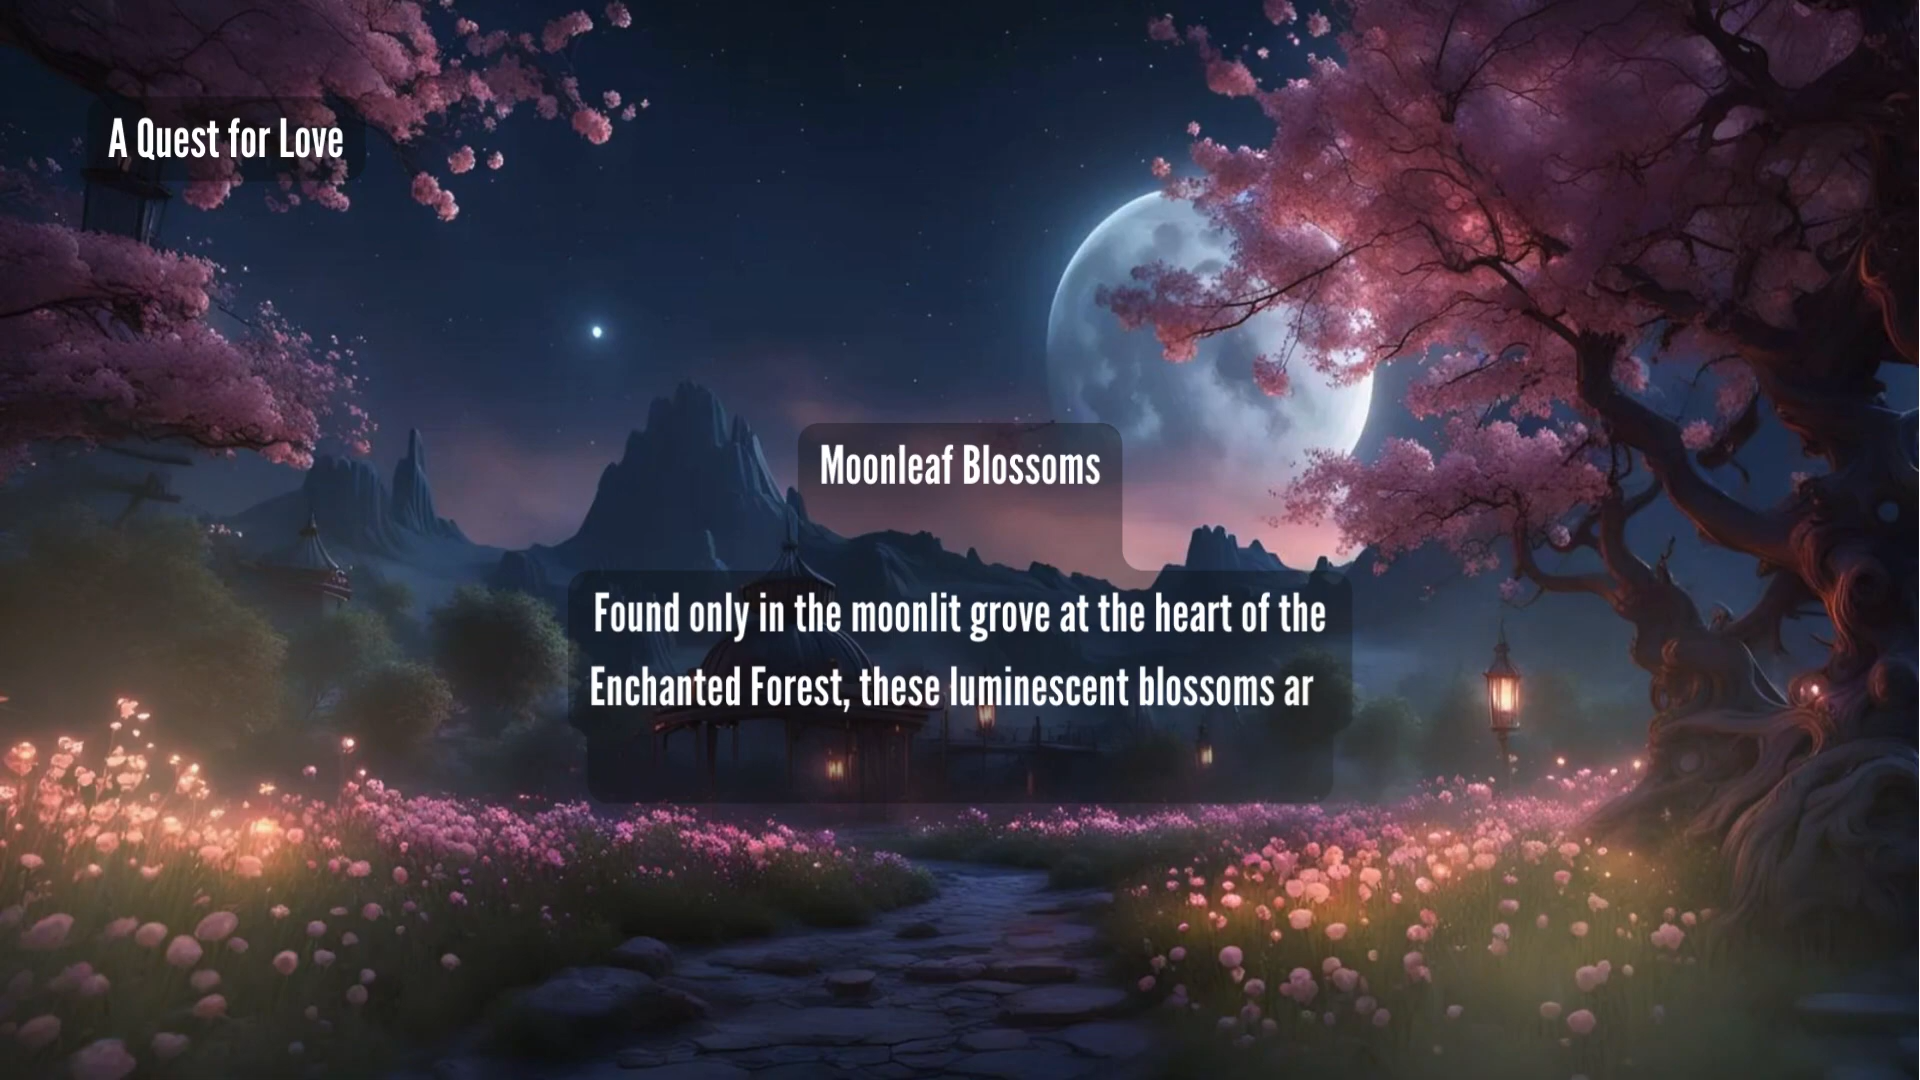 A Quest for Love
Moonleaf Blossoms
Found only in the moonlit grove at the heart of the
Enchanted Forest, these luminescent blossoms ar